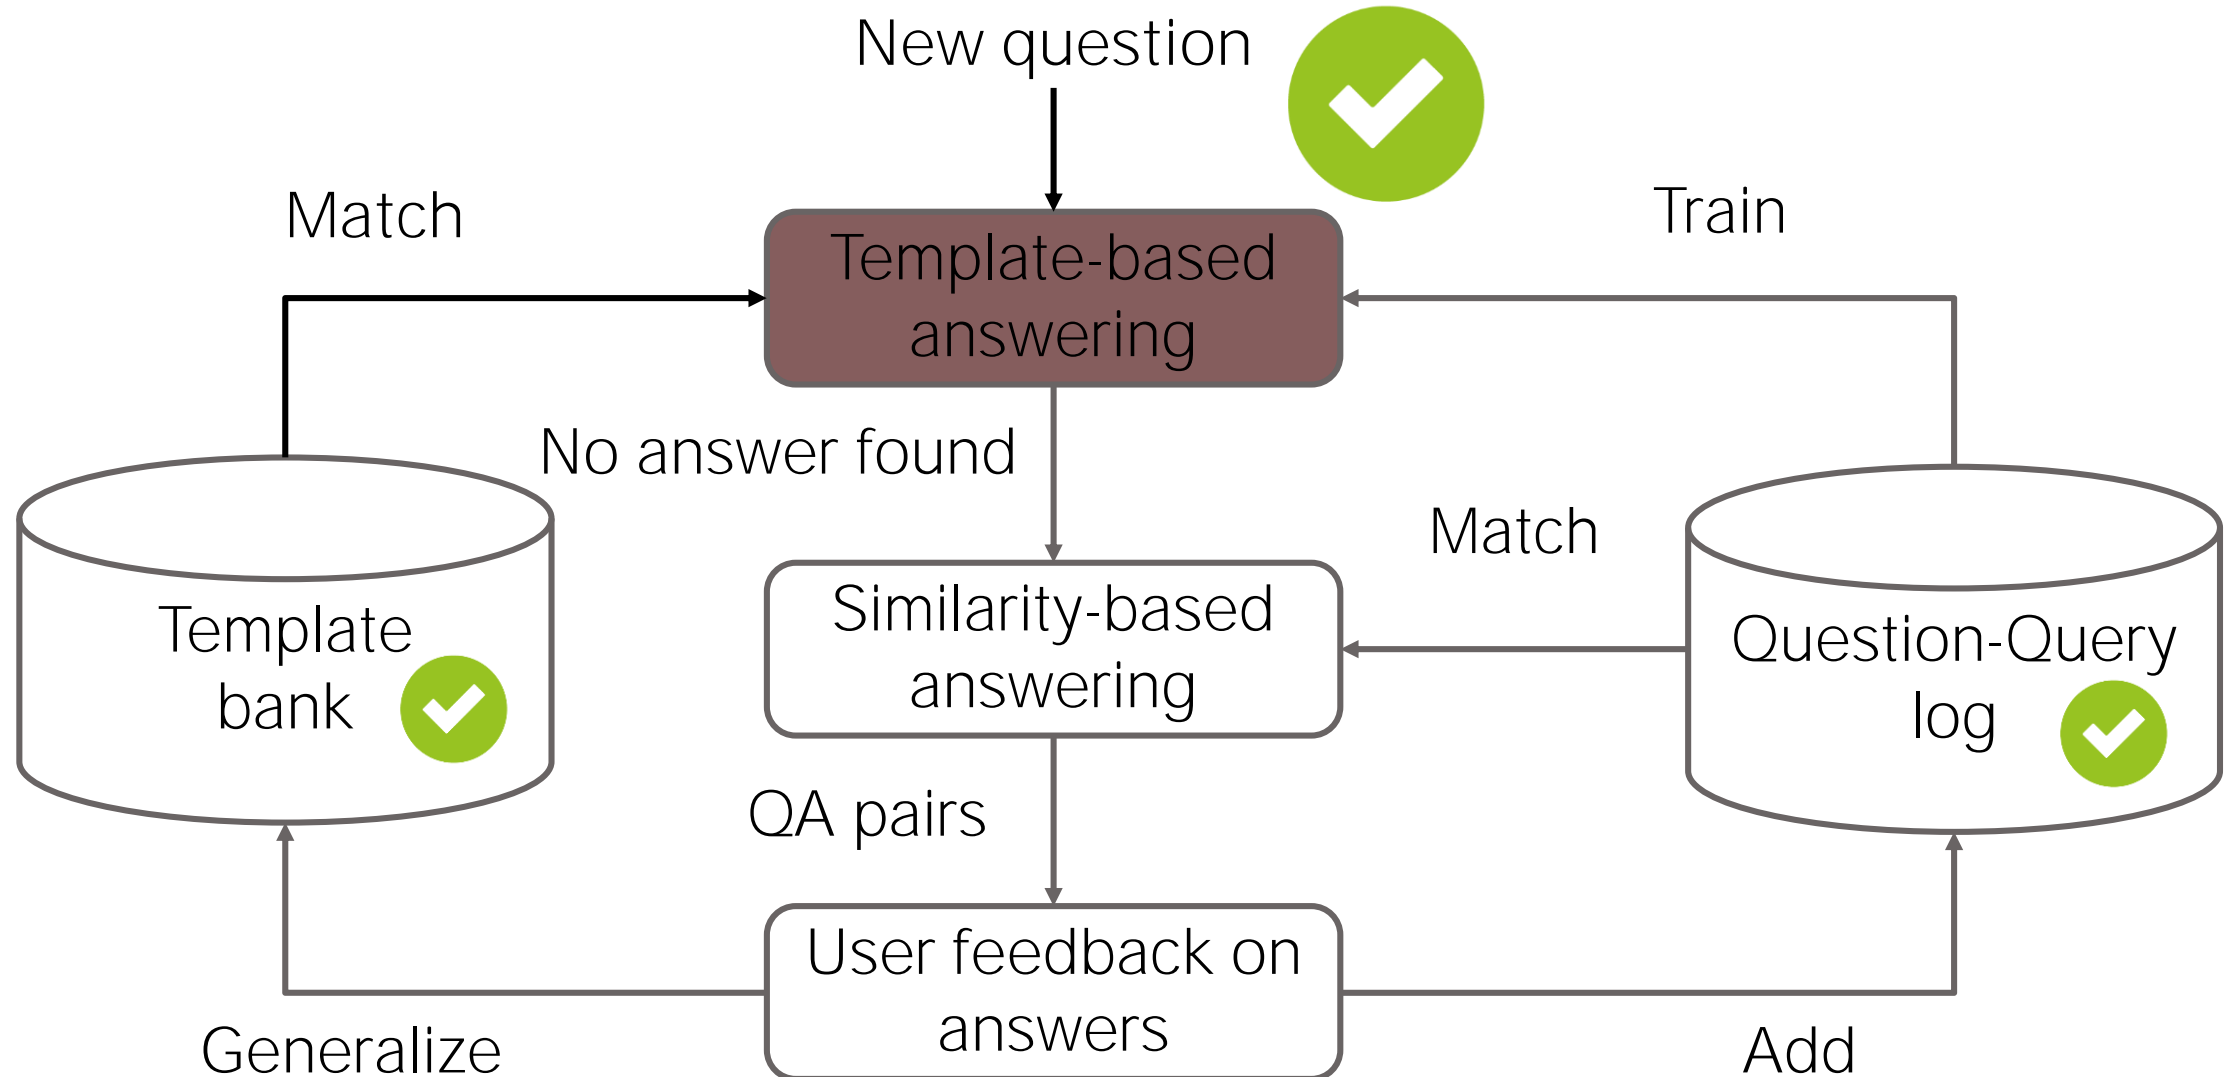 New question
Match
Train
Template-based
answering
No answer found
Match
Template
bank
Similarity-based
answering
Question-Query
log
QA pairs
User feedback on
answers
Generalize
Add